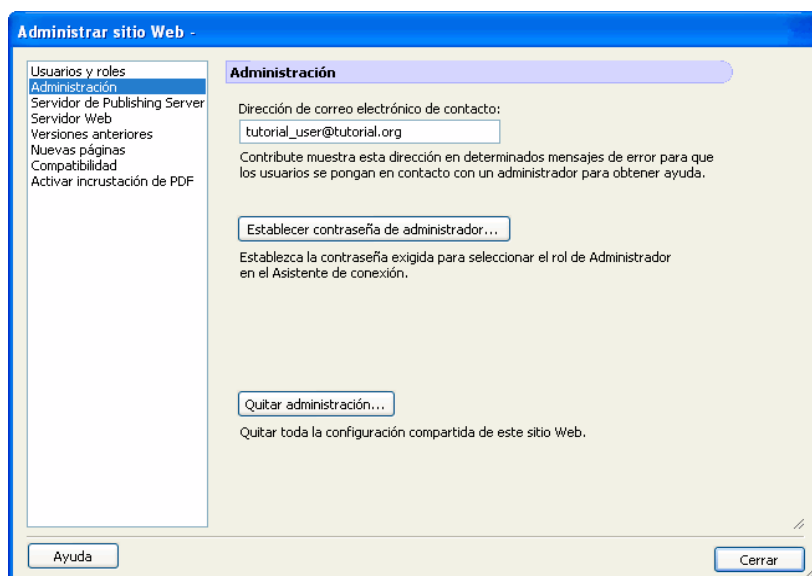 Administrar sitio Web -
Usuarios y roles
Administración
Servidor de Publishing Server
Servidor Web
Versiones anteriores
Nuevas páginas
Compatibilidad
Activar incrustación de PDF
Administración
Dirección de correo electrónico de contacto:
tutorial_user@tutorial.org
Contribute muestra esta dirección en determinados mensajes de error para que
los usuarios se pongan en contacto con un administrador para obtener ayuda.
Establecer contraseña de administrador...
Establezca la contraseña exigida para seleccionar el rol de Administrador
en el Asistente de conexión.
Quitar administración...
Quitar toda la configuración compartida de este sitio Web.
Ayuda
Cerrar